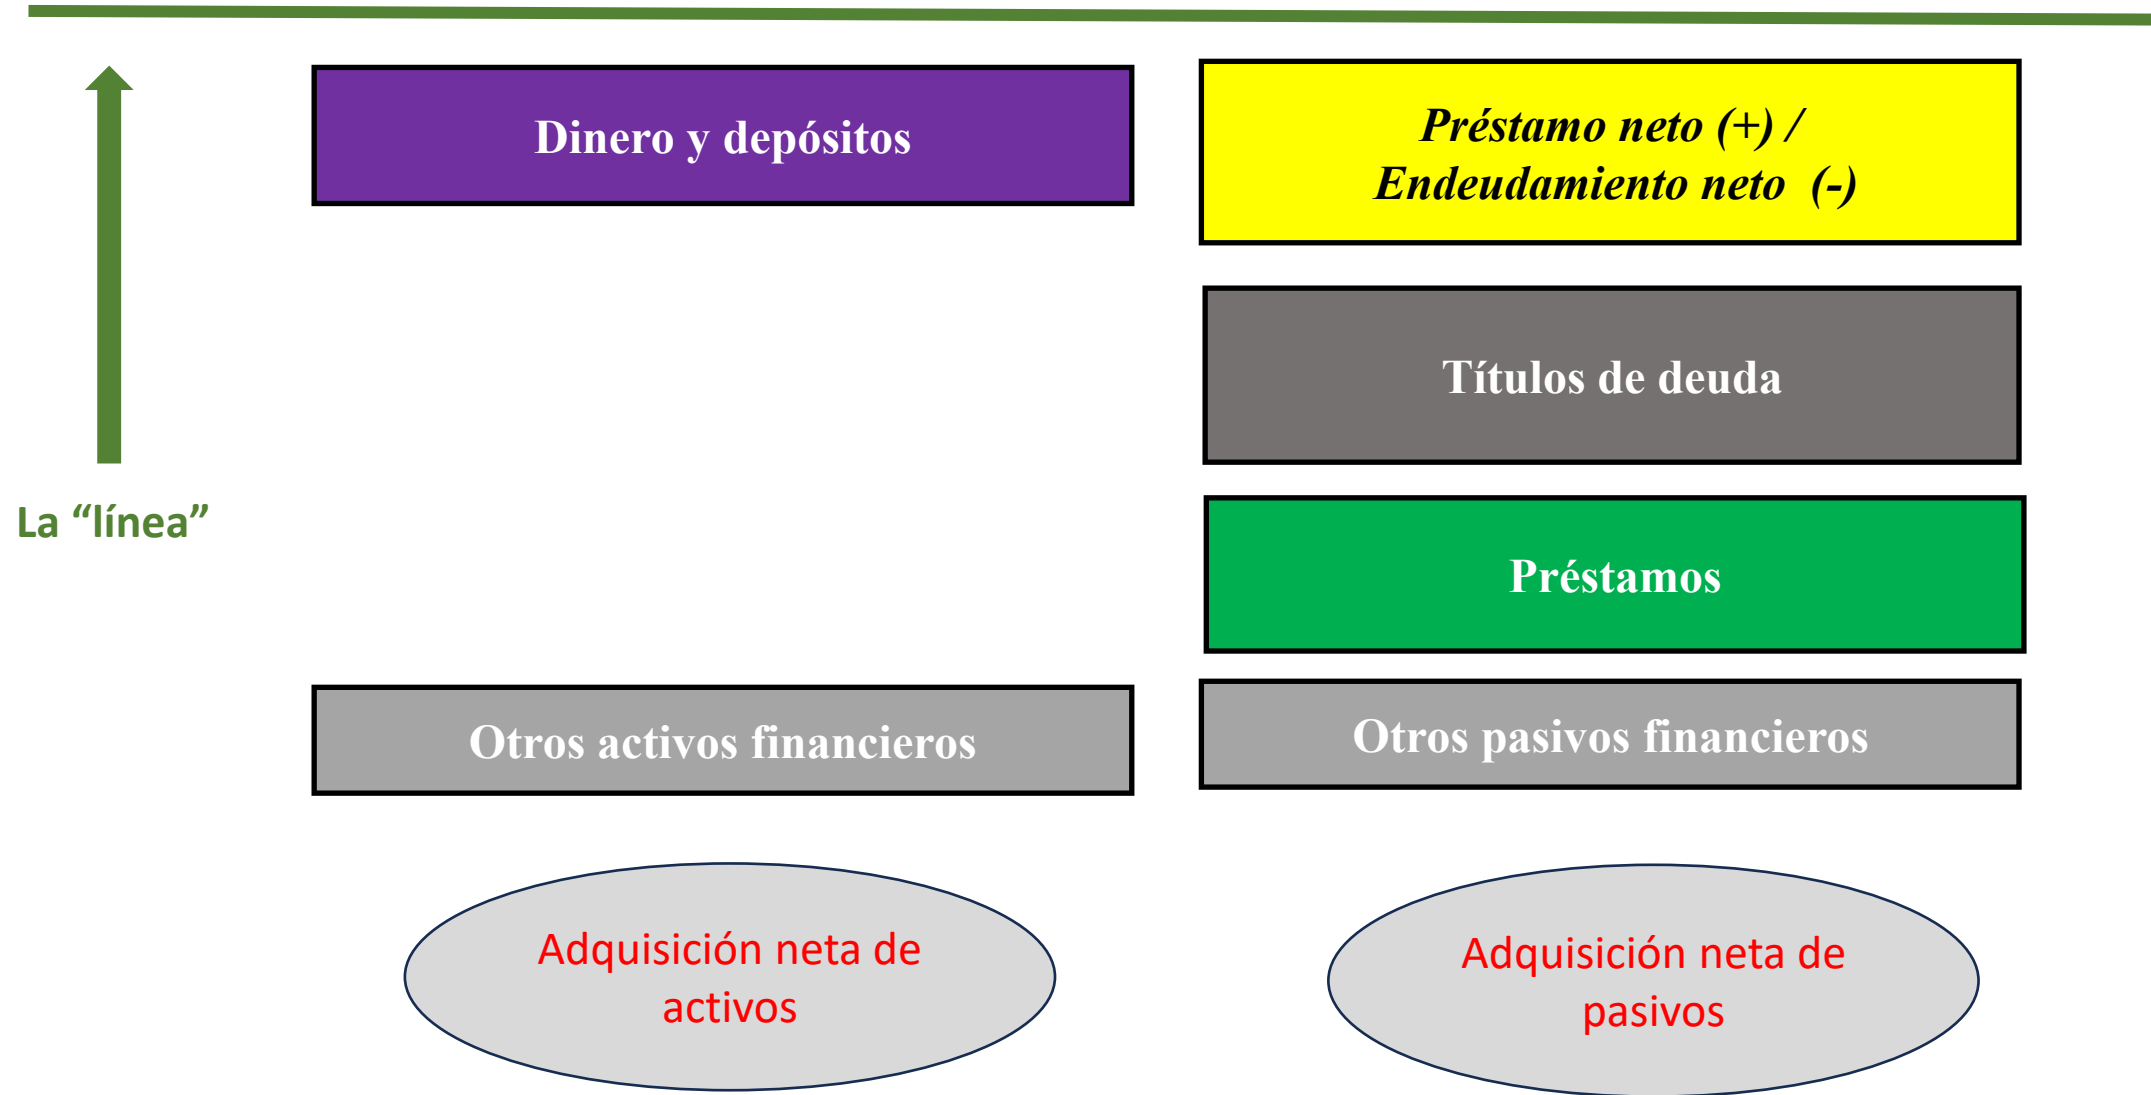 Dinero y depósitos
Préstamo neto (+) /
Endeudamiento neto (-)
Títulos de deuda
La “línea”
Préstamos
Otros activos financieros
Otros pasivos financieros
Adquisición neta de
activos
Adquisición neta de
pasivos